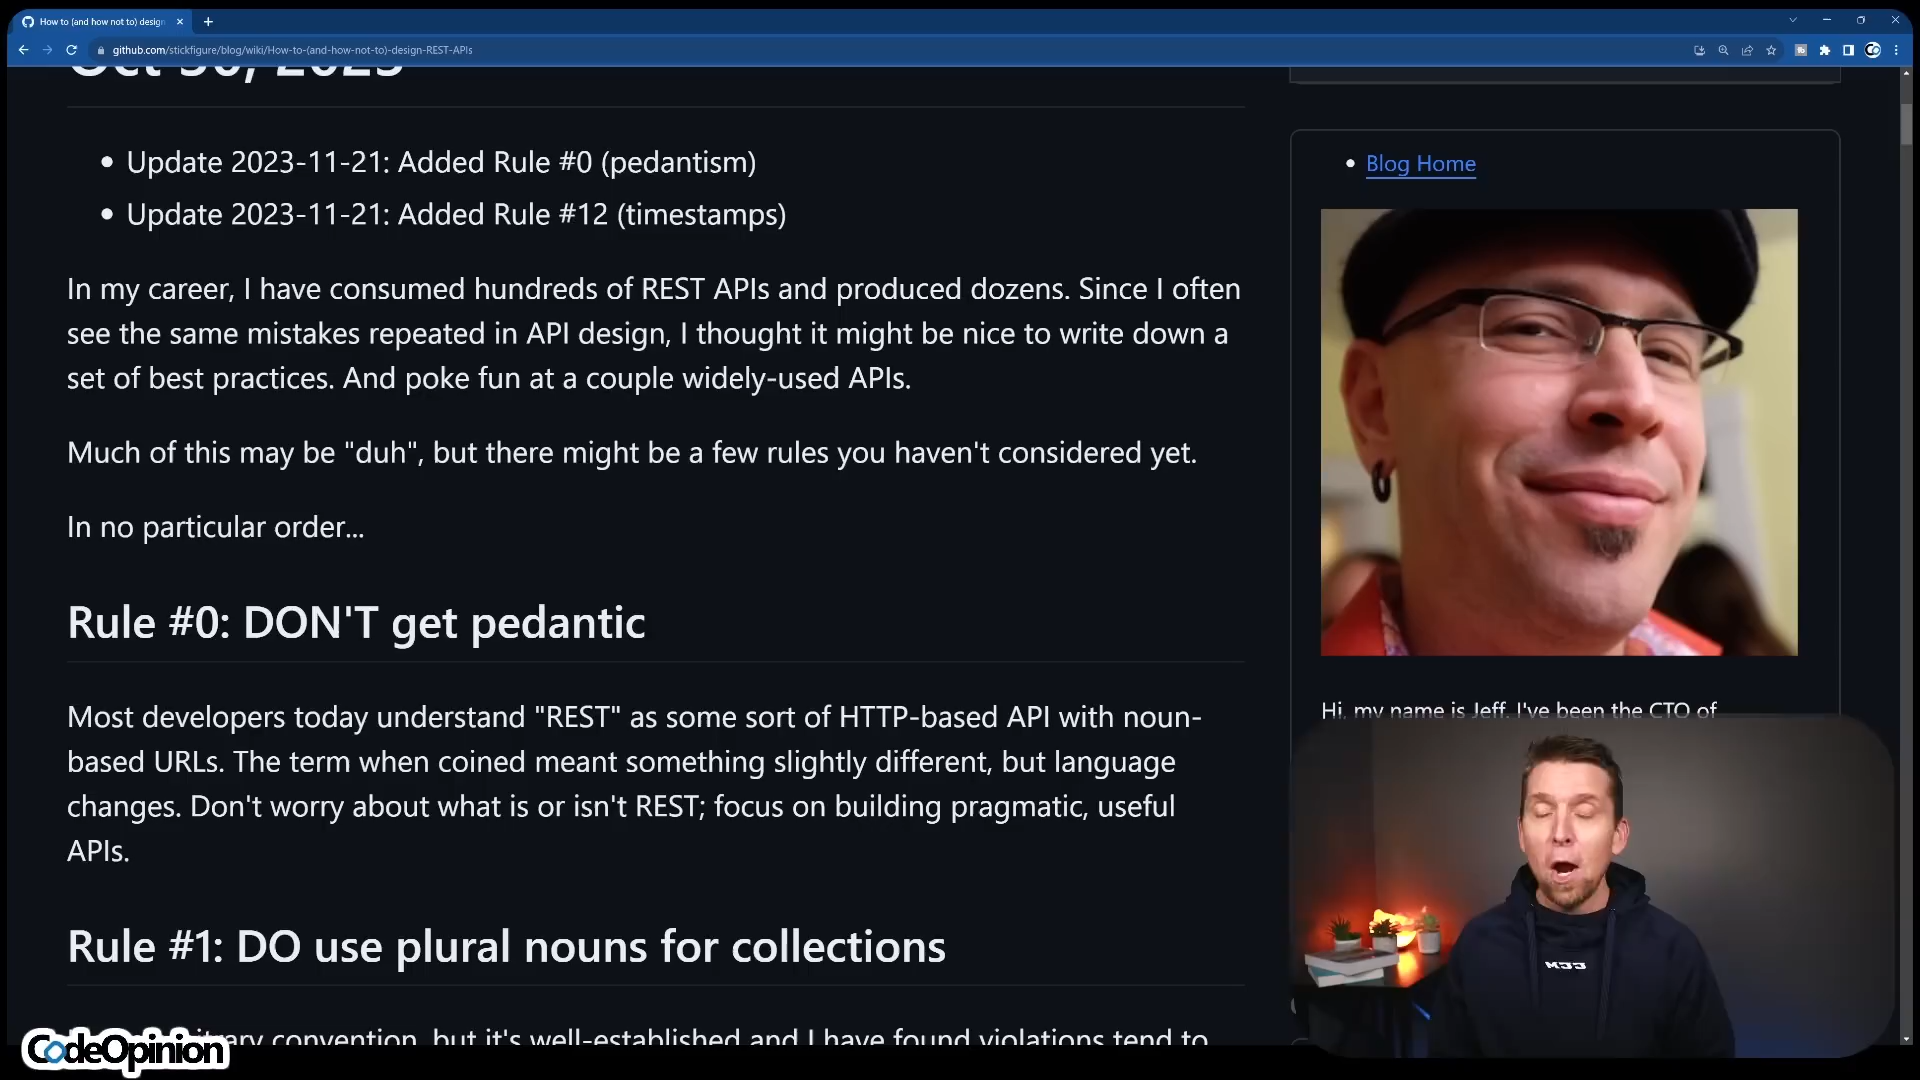 How to (and how not to) design
github.com/stickfigure/blog/wiki/How-to-(and-how-not-to)-design-REST-APIs
Oct 30, 2023
Update 2023-11-21: Added Rule #0 (pedantism)
Update 2023-11-21: Added Rule #12 (timestamps)
In my career, I have consumed hundreds of REST APIs and produced dozens. Since I often
see the same mistakes repeated in API design, I thought it might be nice to write down a
set of best practices. And poke fun at a couple widely-used APIs.
Much of this may be "duh", but there might be a few rules you haven't considered yet.
In no particular order...
Rule #0: DON'T get pedantic
Most developers today understand "REST" as some sort of HTTP-based API with noun-
based URLs. The term when coined meant something slightly different, but language
changes. Don't worry about what is or isn't REST; focus on building pragmatic, useful
APIs.
Rule #1: DO use plural nouns for collections
convention, but it's well-established and I have found violations tend to
Blog Home
Hi, my name is Jeff. I've been the CTO of
CodeOpinion